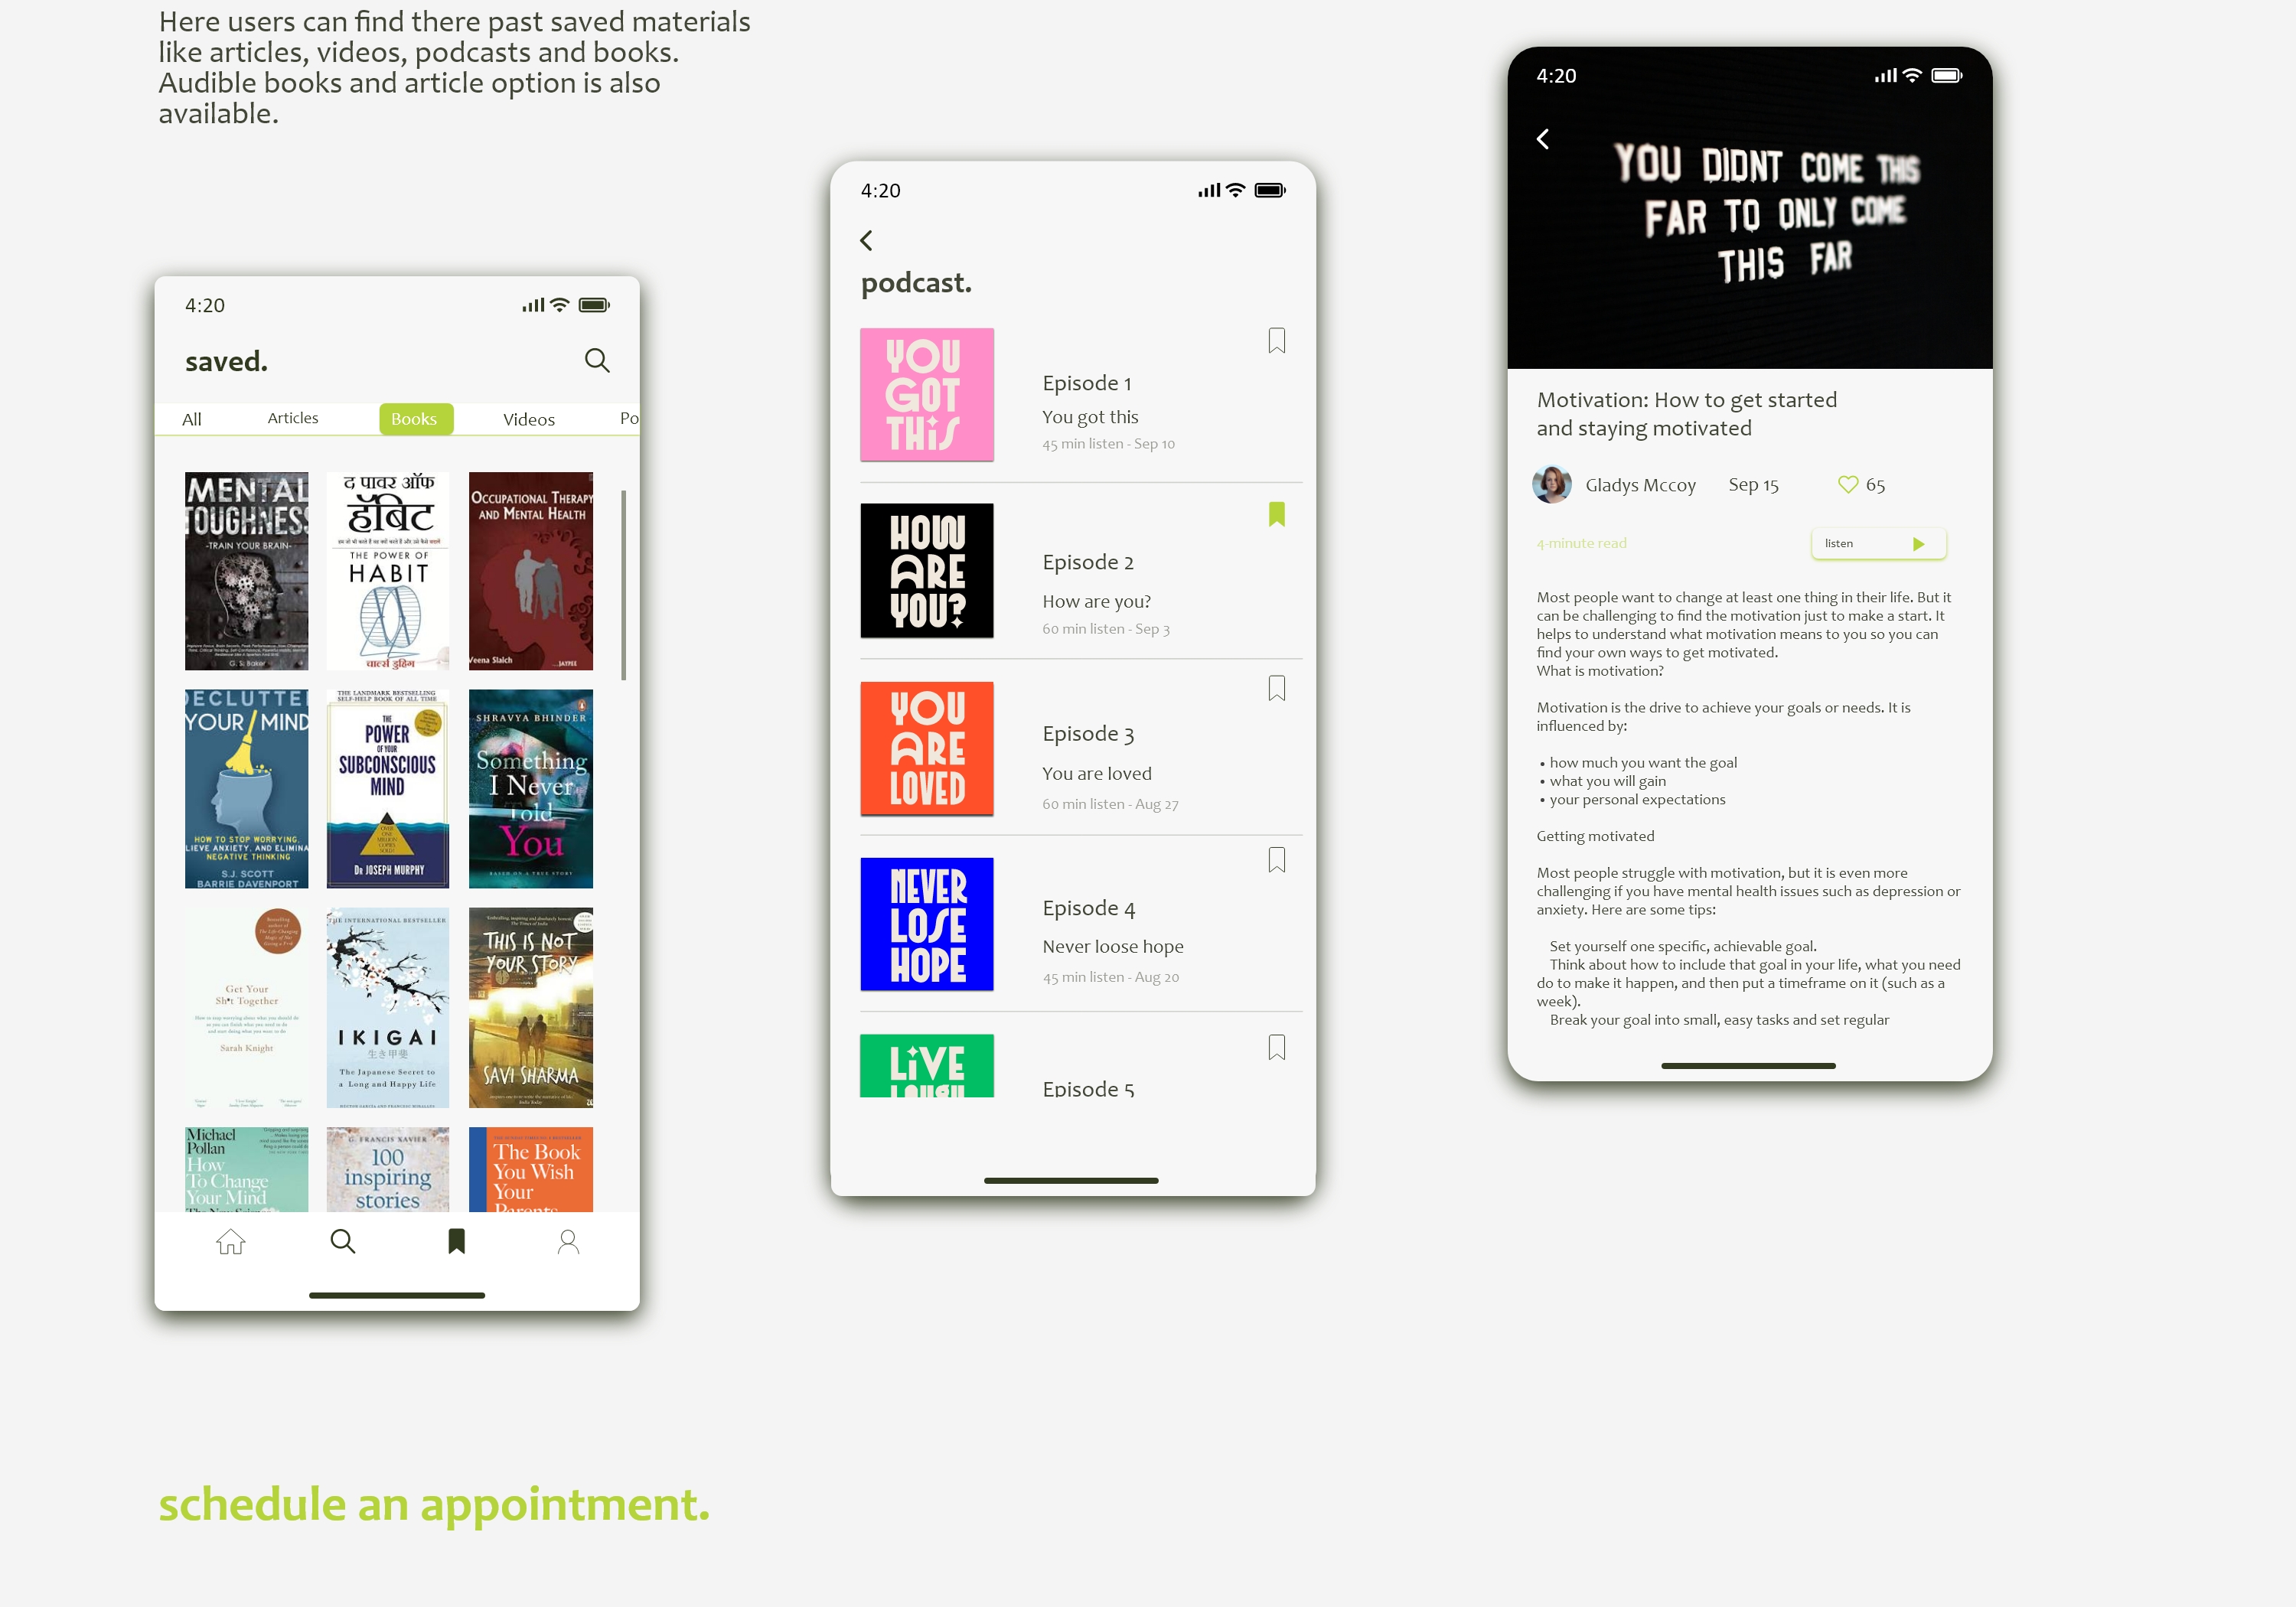 Here users can find there past saved materials
like articles, videos, podcasts and books.
Audible books and article option is also
available.
4:20
saved.
All Articles Books Videos Po
MENTAL
TOUGHNESS
-TRAIN YOUR BRAIN-
G. S. Baker
द पावर ऑफ
हॅबिट
THE POWER OF
HABIT
चार्ल्स डुहिग
OCCUPATIONAL THERAPY
AND MENTAL HEALTH
Veena Slaich
...JAYPEE
DECLUTTE
YOUR MIND
HOW TO STOP WORRYING,
LIEVE ANXIETY, AND ELIMINA
NEGATIVE THINKING
S.J. SCOTT
BARRIE DAVENPORT
THE LANDMARK BESTSELLING
SELF-HELP BOOK OF ALL TIME
THE
POWER
OF YOUR
SUBCONSCIOUS
MIND
DR JOSEPH MURPHY
SHRAVYA BHINDER
Something
I Never
Told
You
BASED ON A TRUE STORY
Get Your
Sh•t Together
Sarah Knight
THE INTERNATIONAL BESTSELLER
IKIGAI
生き甲斐
The Japanese Secret to
a Long and Happy Life
THIS IS NOT
YOUR STORY
SAVI SHARMA
Michael
Pollan
How
To Change
Your Mind
G. FRANCIS XAVIER
100
inspiring
stories
The Book
You Wish
Your
Parents
4:20
podcast.
YOU
GOT
THiS
Episode 1
You got this
45 min listen - Sep 10
HOW
ARE
YOU?
Episode 2
How are you?
60 min listen - Sep 3
YOU
ARE
LOVED
Episode 3
You are loved
60 min listen - Aug 27
NEVER
LOSE
HOPE
Episode 4
Never loose hope
45 min listen - Aug 20
LiVE
LAUGH
Episode 5
4:20
YOU DIDNT COME THIS
FAR TO ONLY COME
THIS FAR
Motivation: How to get started
and staying motivated
Gladys Mccoy Sep 15 65
4-minute read
listen
Most people want to change at least one thing in their life. But it
can be challenging to find the motivation just to make a start. It
helps to understand what motivation means to you so you can
find your own ways to get motivated.
What is motivation?
Motivation is the drive to achieve your goals or needs. It is
influenced by:
• how much you want the goal
• what you will gain
• your personal expectations
Getting motivated
Most people struggle with motivation, but it is even more
challenging if you have mental health issues such as depression or
anxiety. Here are some tips:
Set yourself one specific, achievable goal.
Think about how to include that goal in your life, what you need
do to make it happen, and then put a timeframe on it (such as a
week).
Break your goal into small, easy tasks and set regular
schedule an appointment.